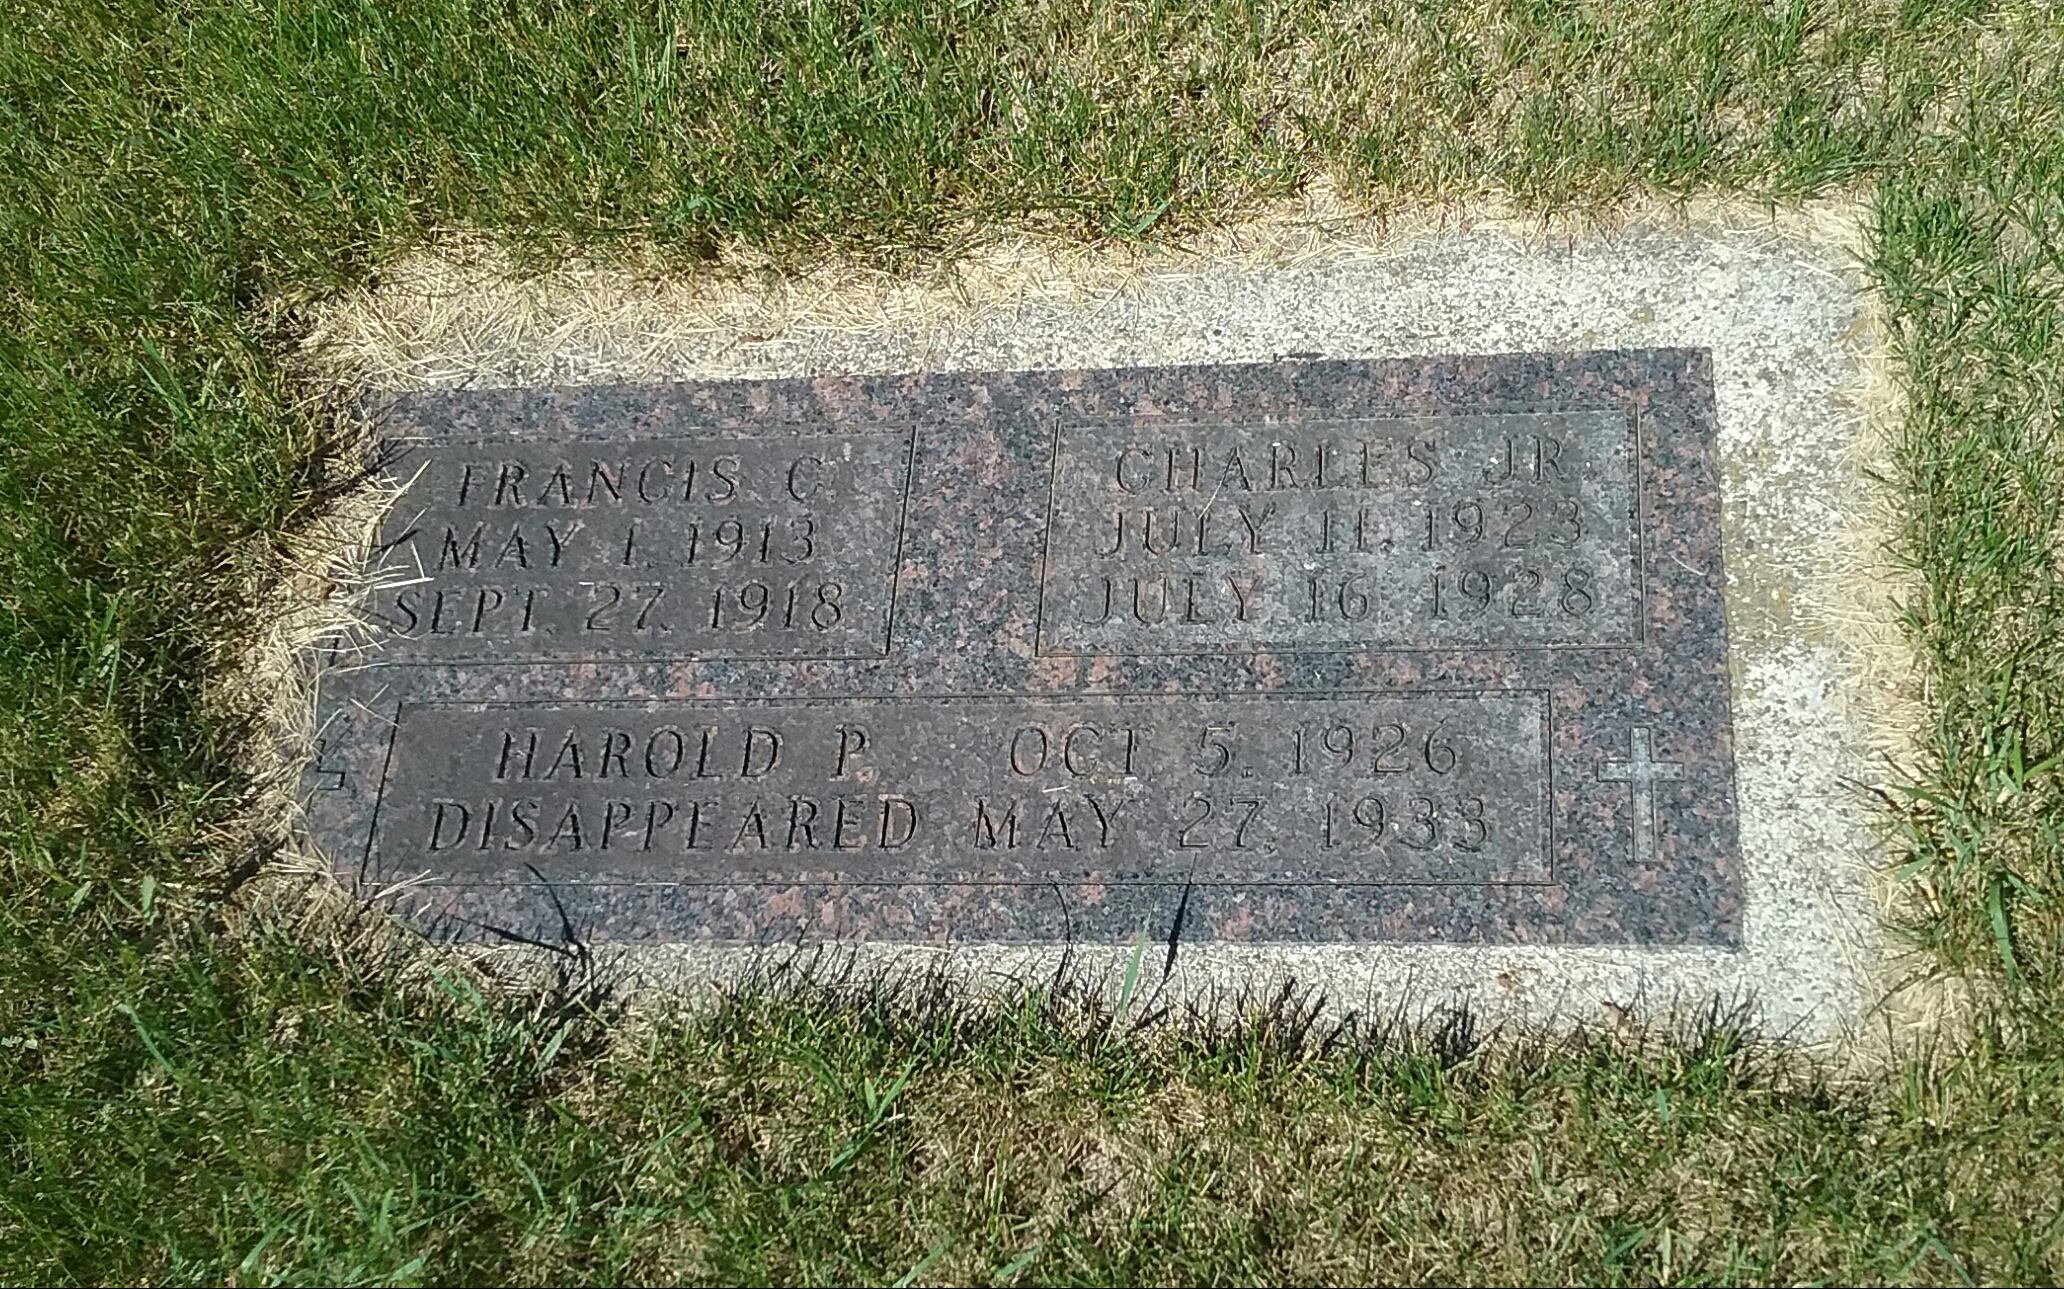 FRANCIS C
MAY 1, 1913
SEPT. 27, 1918
CHARLES JR
JULY 11, 1923
JULY 16, 1928
HAROLD P. OCT. 5, 1926
DISAPPEARED MAY 27, 1933